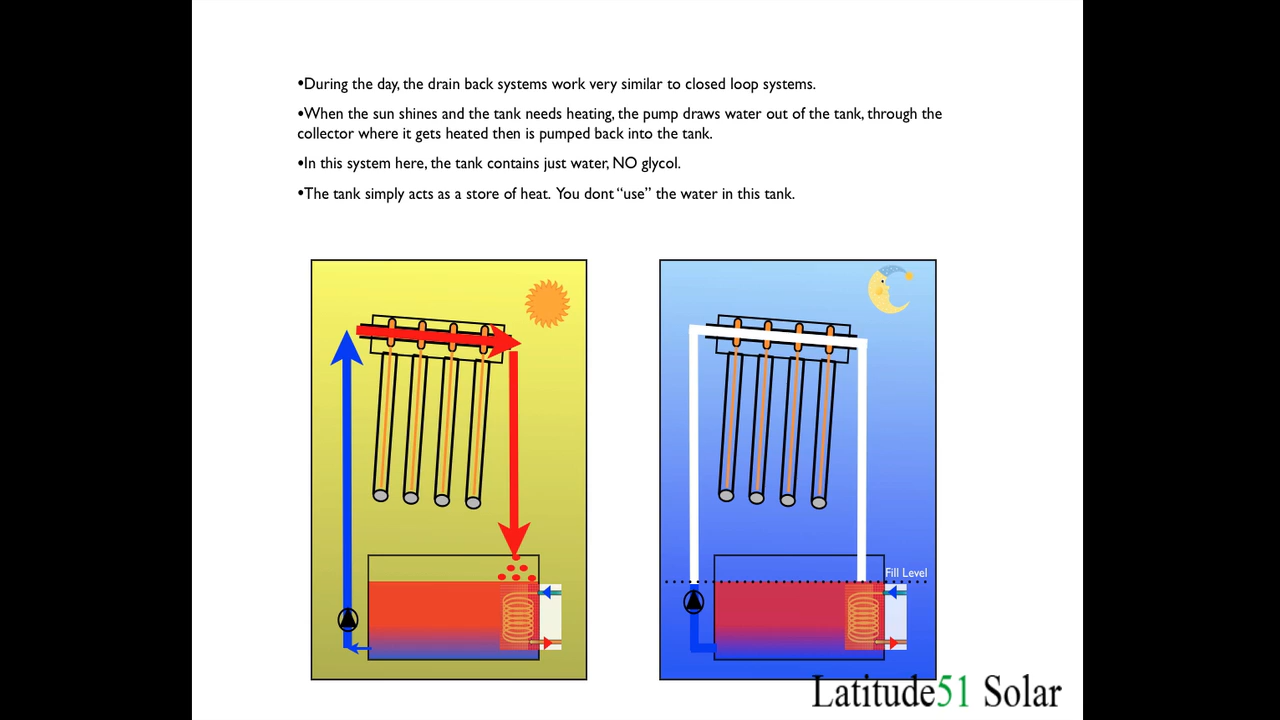 •During the day, the drain back systems work very similar to closed loop systems.
•When the sun shines and the tank needs heating, the pump draws water out of the tank, through the
collector where it gets heated then is pumped back into the tank.
•In this system here, the tank contains just water, NO glycol.
•The tank simply acts as a store of heat. You dont “use” the water in this tank.
Fill Level
Latitude51 Solar